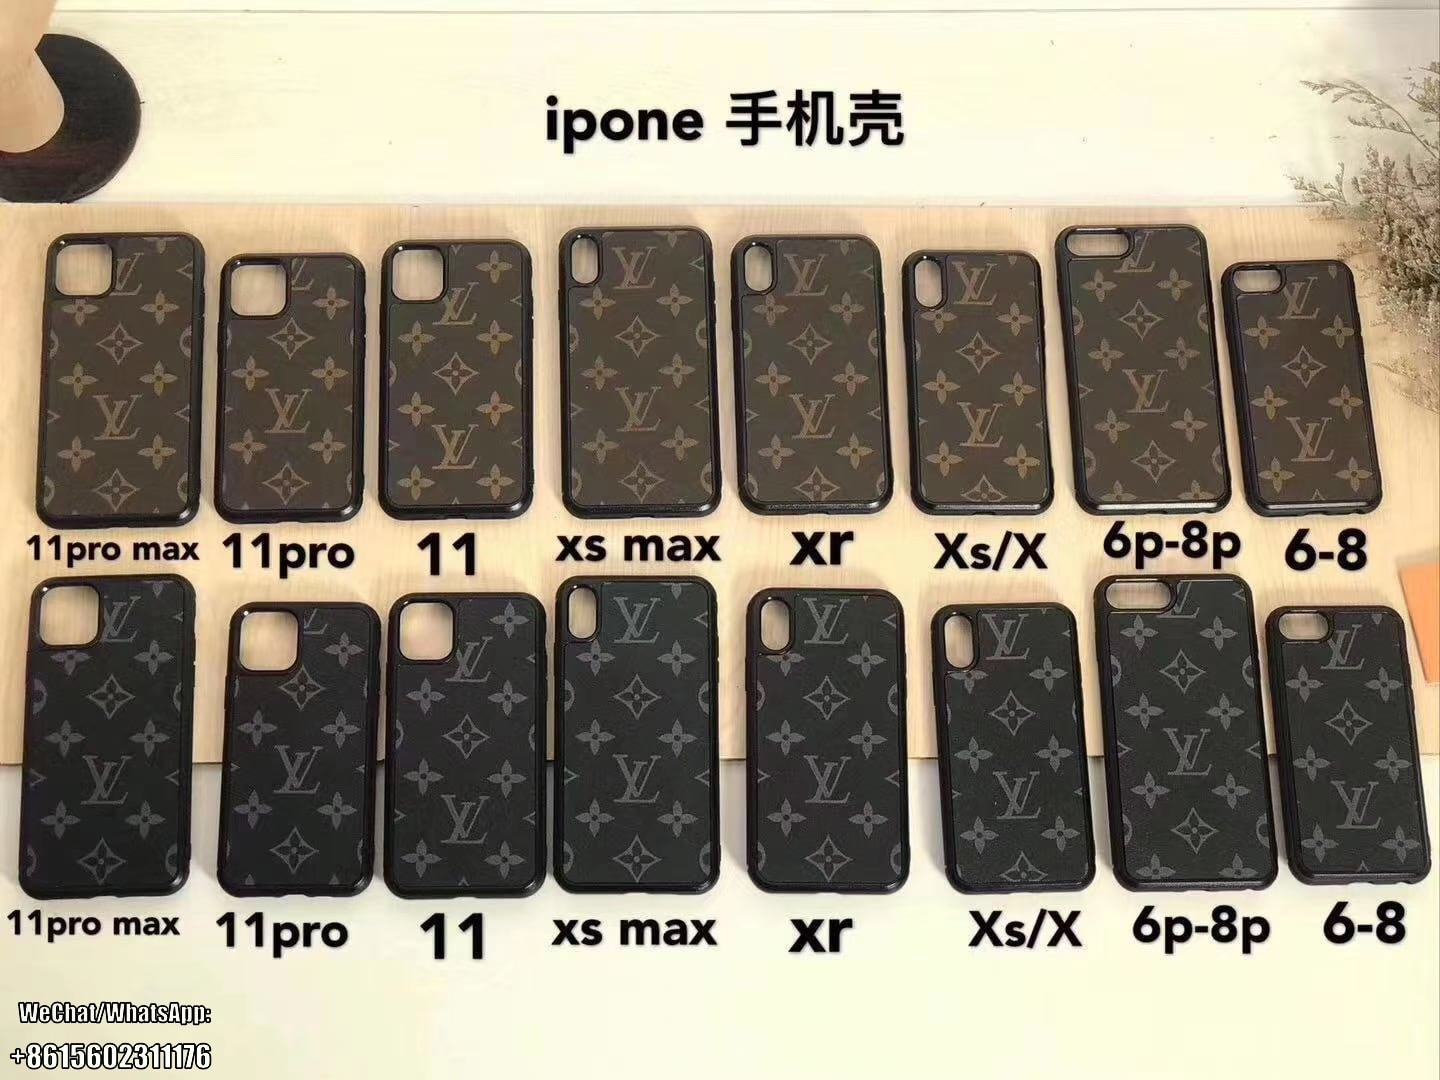 ipone 手机壳
11pro max 11pro 11 xs max xr Xs/X 6p-8p 6-8
11pro max 11pro 11 xs max xr Xs/X 6p-8p 6-8
WeChat/WhatsApp:
+8615602311176